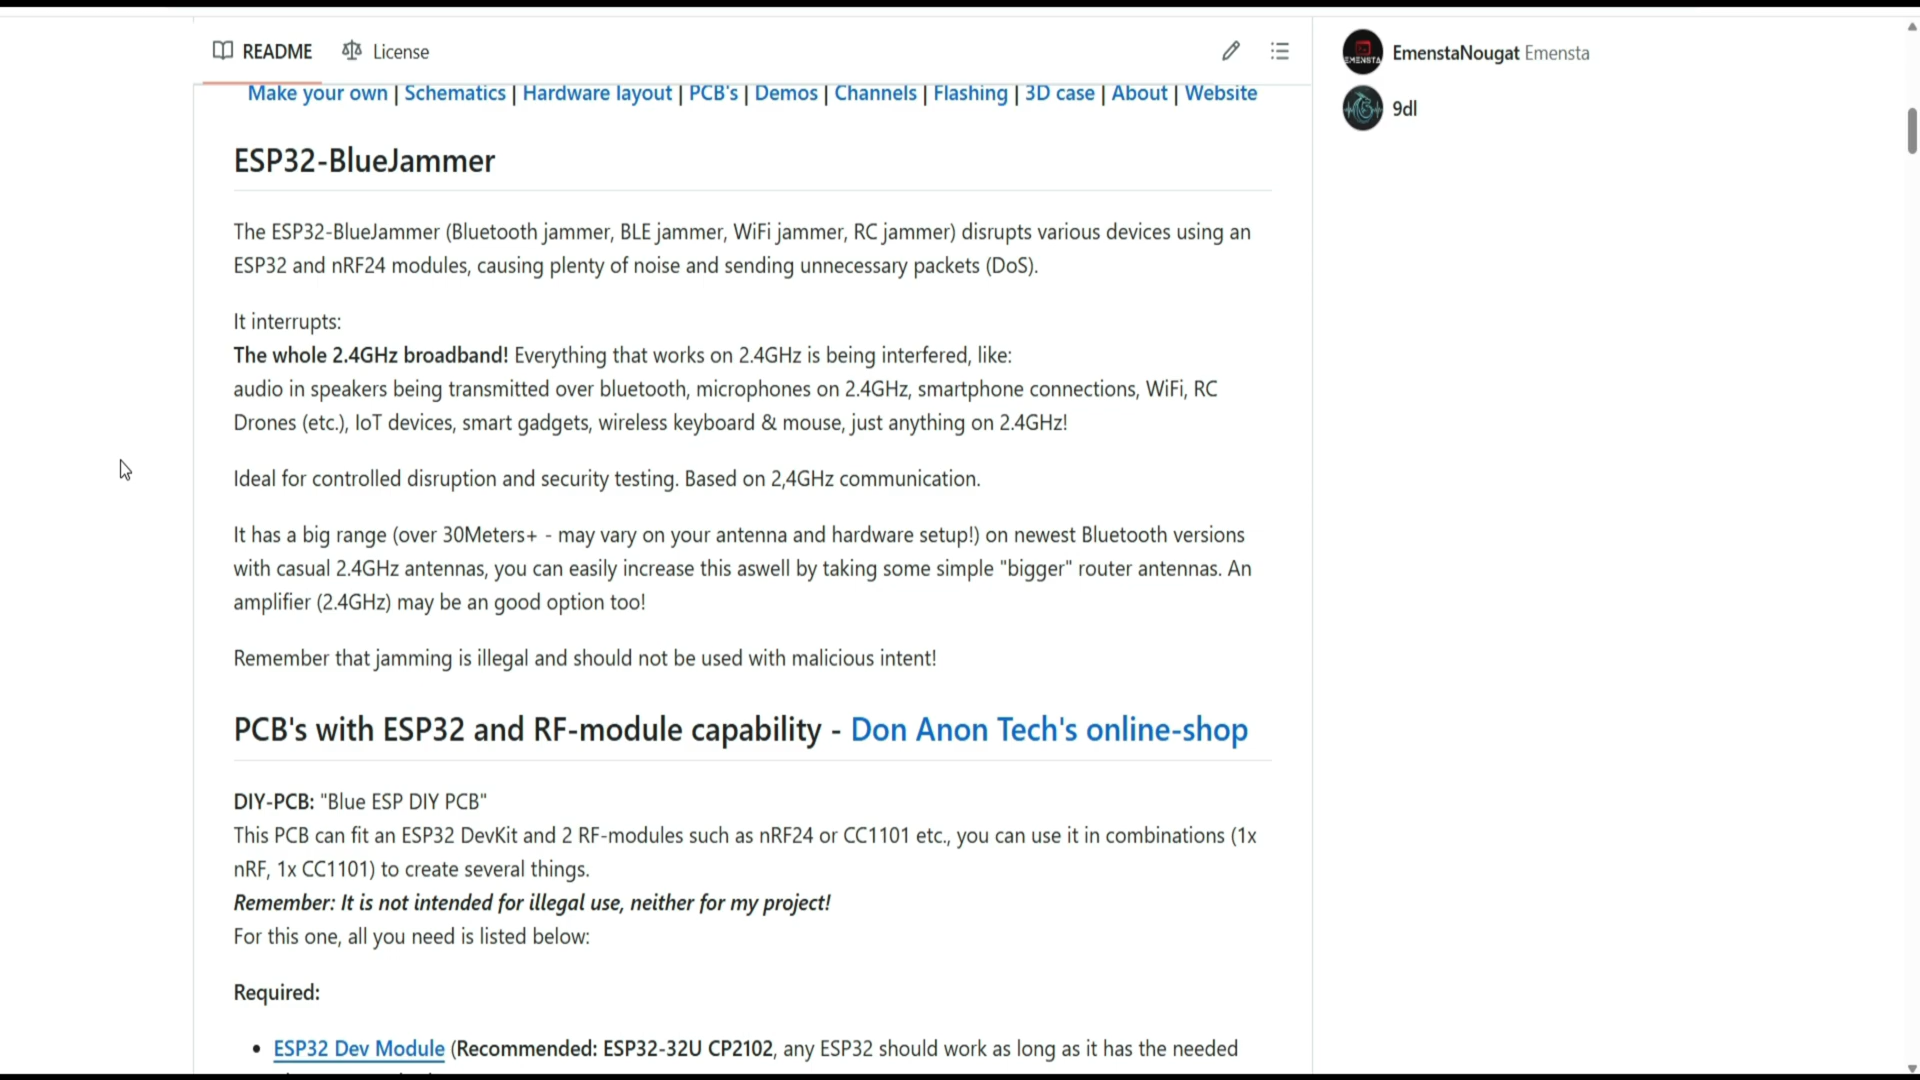 README License
EmenstaNougat Emensta
9dl
Make your own | Schematics | Hardware layout | PCB's | Demos | Channels | Flashing | 3D case | About | Website
ESP32-BlueJammer
The ESP32-BlueJammer (Bluetooth jammer, BLE jammer, WiFi jammer, RC jammer) disrupts various devices using an
ESP32 and nRF24 modules, causing plenty of noise and sending unnecessary packets (DoS).
It interrupts:
The whole 2.4GHz broadband! Everything that works on 2.4GHz is being interfered, like:
audio in speakers being transmitted over bluetooth, microphones on 2.4GHz, smartphone connections, WiFi, RC
Drones (etc.), IoT devices, smart gadgets, wireless keyboard & mouse, just anything on 2.4GHz!
Ideal for controlled disruption and security testing. Based on 2,4GHz communication.
It has a big range (over 30Meters+ - may vary on your antenna and hardware setup!) on newest Bluetooth versions
with casual 2.4GHz antennas, you can easily increase this aswell by taking some simple "bigger" router antennas. An
amplifier (2.4GHz) may be an good option too!
Remember that jamming is illegal and should not be used with malicious intent!
PCB's with ESP32 and RF-module capability - Don Anon Tech's online-shop
DIY-PCB: "Blue ESP DIY PCB"
This PCB can fit an ESP32 DevKit and 2 RF-modules such as nRF24 or CC1101 etc., you can use it in combinations (1x
nRF, 1x CC1101) to create several things.
Remember: It is not intended for illegal use, neither for my project!
For this one, all you need is listed below:
Required:
• ESP32 Dev Module (Recommended: ESP32-32U CP2102, any ESP32 should work as long as it has the needed